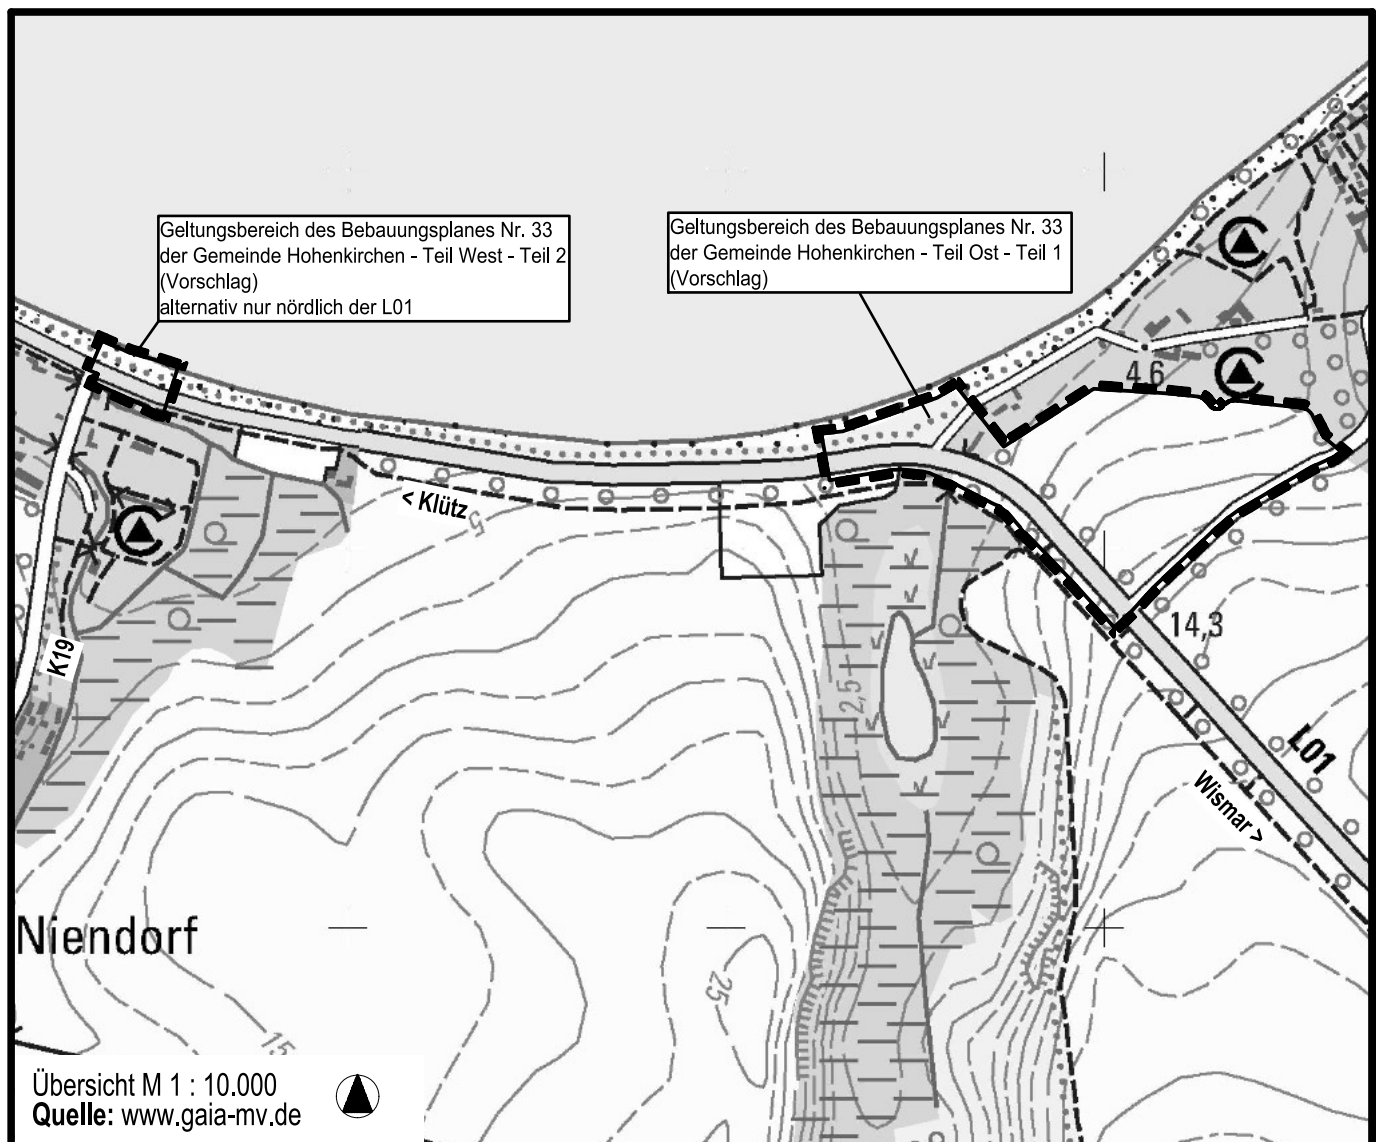 Geltungsbereich des Bebauungsplanes Nr. 33
der Gemeinde Hohenkirchen - Teil West - Teil 2
(Vorschlag)
alternativ nur nördlich der L01
Geltungsbereich des Bebauungsplanes Nr. 33
der Gemeinde Hohenkirchen - Teil Ost - Teil 1
(Vorschlag)
4,6
< Klütz
5
14,3
K19
2,5
L01
Wismar >
Niendorf
25
15
Übersicht M 1 : 10.000
Quelle: www.gaia-mv.de